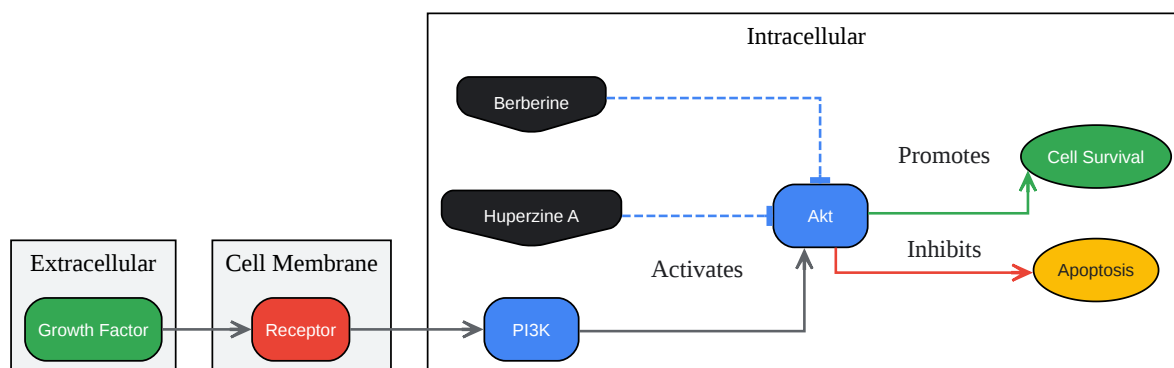 Intracellular
Berberine
Promotes
Cell Survival
Huperzine A
Akt
Extracellular
Cell Membrane
Activates
Inhibits
Apoptosis
Growth Factor
Receptor
PI3K